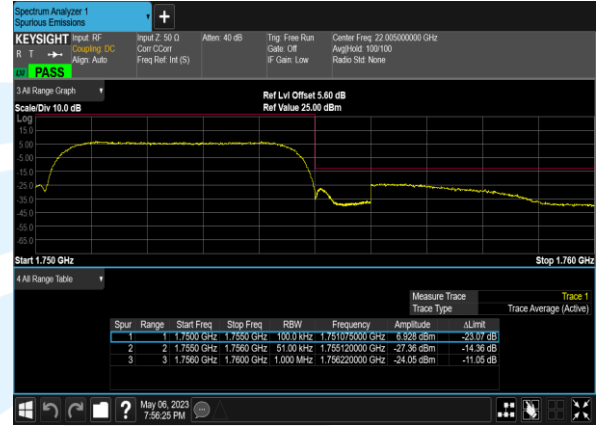 Spectrum Analyzer 1
Spurious Emissions
+
KEYSIGHT Input: RF Input Z: 50 Ω Atten: 40 dB Trig: Free Run Center Freq: 22.005000000 GHz
R T Coupling: DC Corr CCorr Gate: Off Avg|Hold: 100/100
Align: Auto Freq Ref: Int (S) IF Gain: Low Radio Std: None
PASS
3 All Range Graph
Ref Lvl Offset 5.60 dB
Scale/Div 10.0 dB Ref Value 25.00 dBm
Log
15.0
5.00
-5.00
-15.0
-25.0
-35.0
-45.0
-55.0
-65.0
Start 1.750 GHz Stop 1.760 GHz
4 All Range Table
Measure Trace Trace 1
Trace Type Trace Average (Active)
Spur Range Start Freq Stop Freq RBW Frequency Amplitude ΔLimit
1 1 1.7500 GHz 1.7550 GHz 100.0 kHz 1.751075000 GHz 6.928 dBm -23.07 dB
2 2 1.7550 GHz 1.7560 GHz 51.00 kHz 1.755120000 GHz -27.36 dBm -14.36 dB
3 3 1.7560 GHz 1.7600 GHz 1.000 MHz 1.756220000 GHz -24.05 dBm -11.05 dB
? May 06, 2023
7:56:25 PM